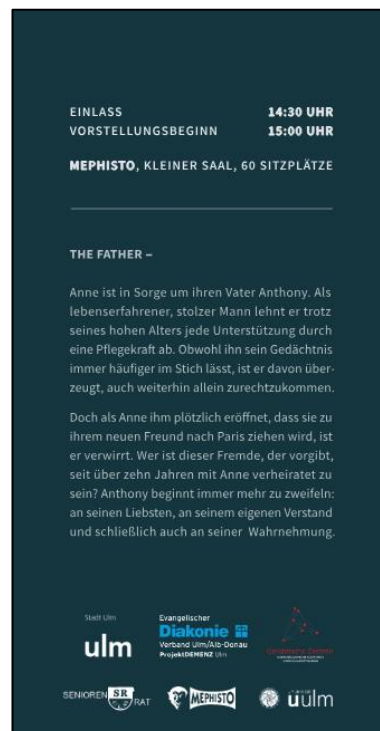 EINLASS 14:30 UHR
VORSTELLUNGSBEGINN 15:00 UHR
MEPHISTO, KLEINER SAAL, 60 SITZPLÄTZE
THE FATHER –
Anne ist in Sorge um ihren Vater Anthony. Als
lebenserfahrener, stolzer Mann lehnt er trotz
seines hohen Alters jede Unterstützung durch
eine Pflegekraft ab. Obwohl ihn sein Gedächtnis
immer häufiger im Stich lässt, ist er davon über-
zeugt, auch weiterhin allein zurechtzukommen.
Doch als Anne ihm plötzlich eröffnet, dass sie zu
ihrem neuen Freund nach Paris ziehen wird, ist
er verwirrt. Wer ist dieser Fremde, der vorgibt,
seit über zehn Jahren mit Anne verheiratet zu
sein? Anthony beginnt immer mehr zu zweifeln:
an seinen Liebsten, an seinem eigenen Verstand
und schließlich auch an seiner Wahrnehmung.
Stadt Ulm
ulm
Evangelischer
Diakonie
Verband Ulm/Alb-Donau
ProjektDEMENZ Ulm
Geriatrisches Zentrum
SENIOREN SR RAT
MEPHISTO
uulm